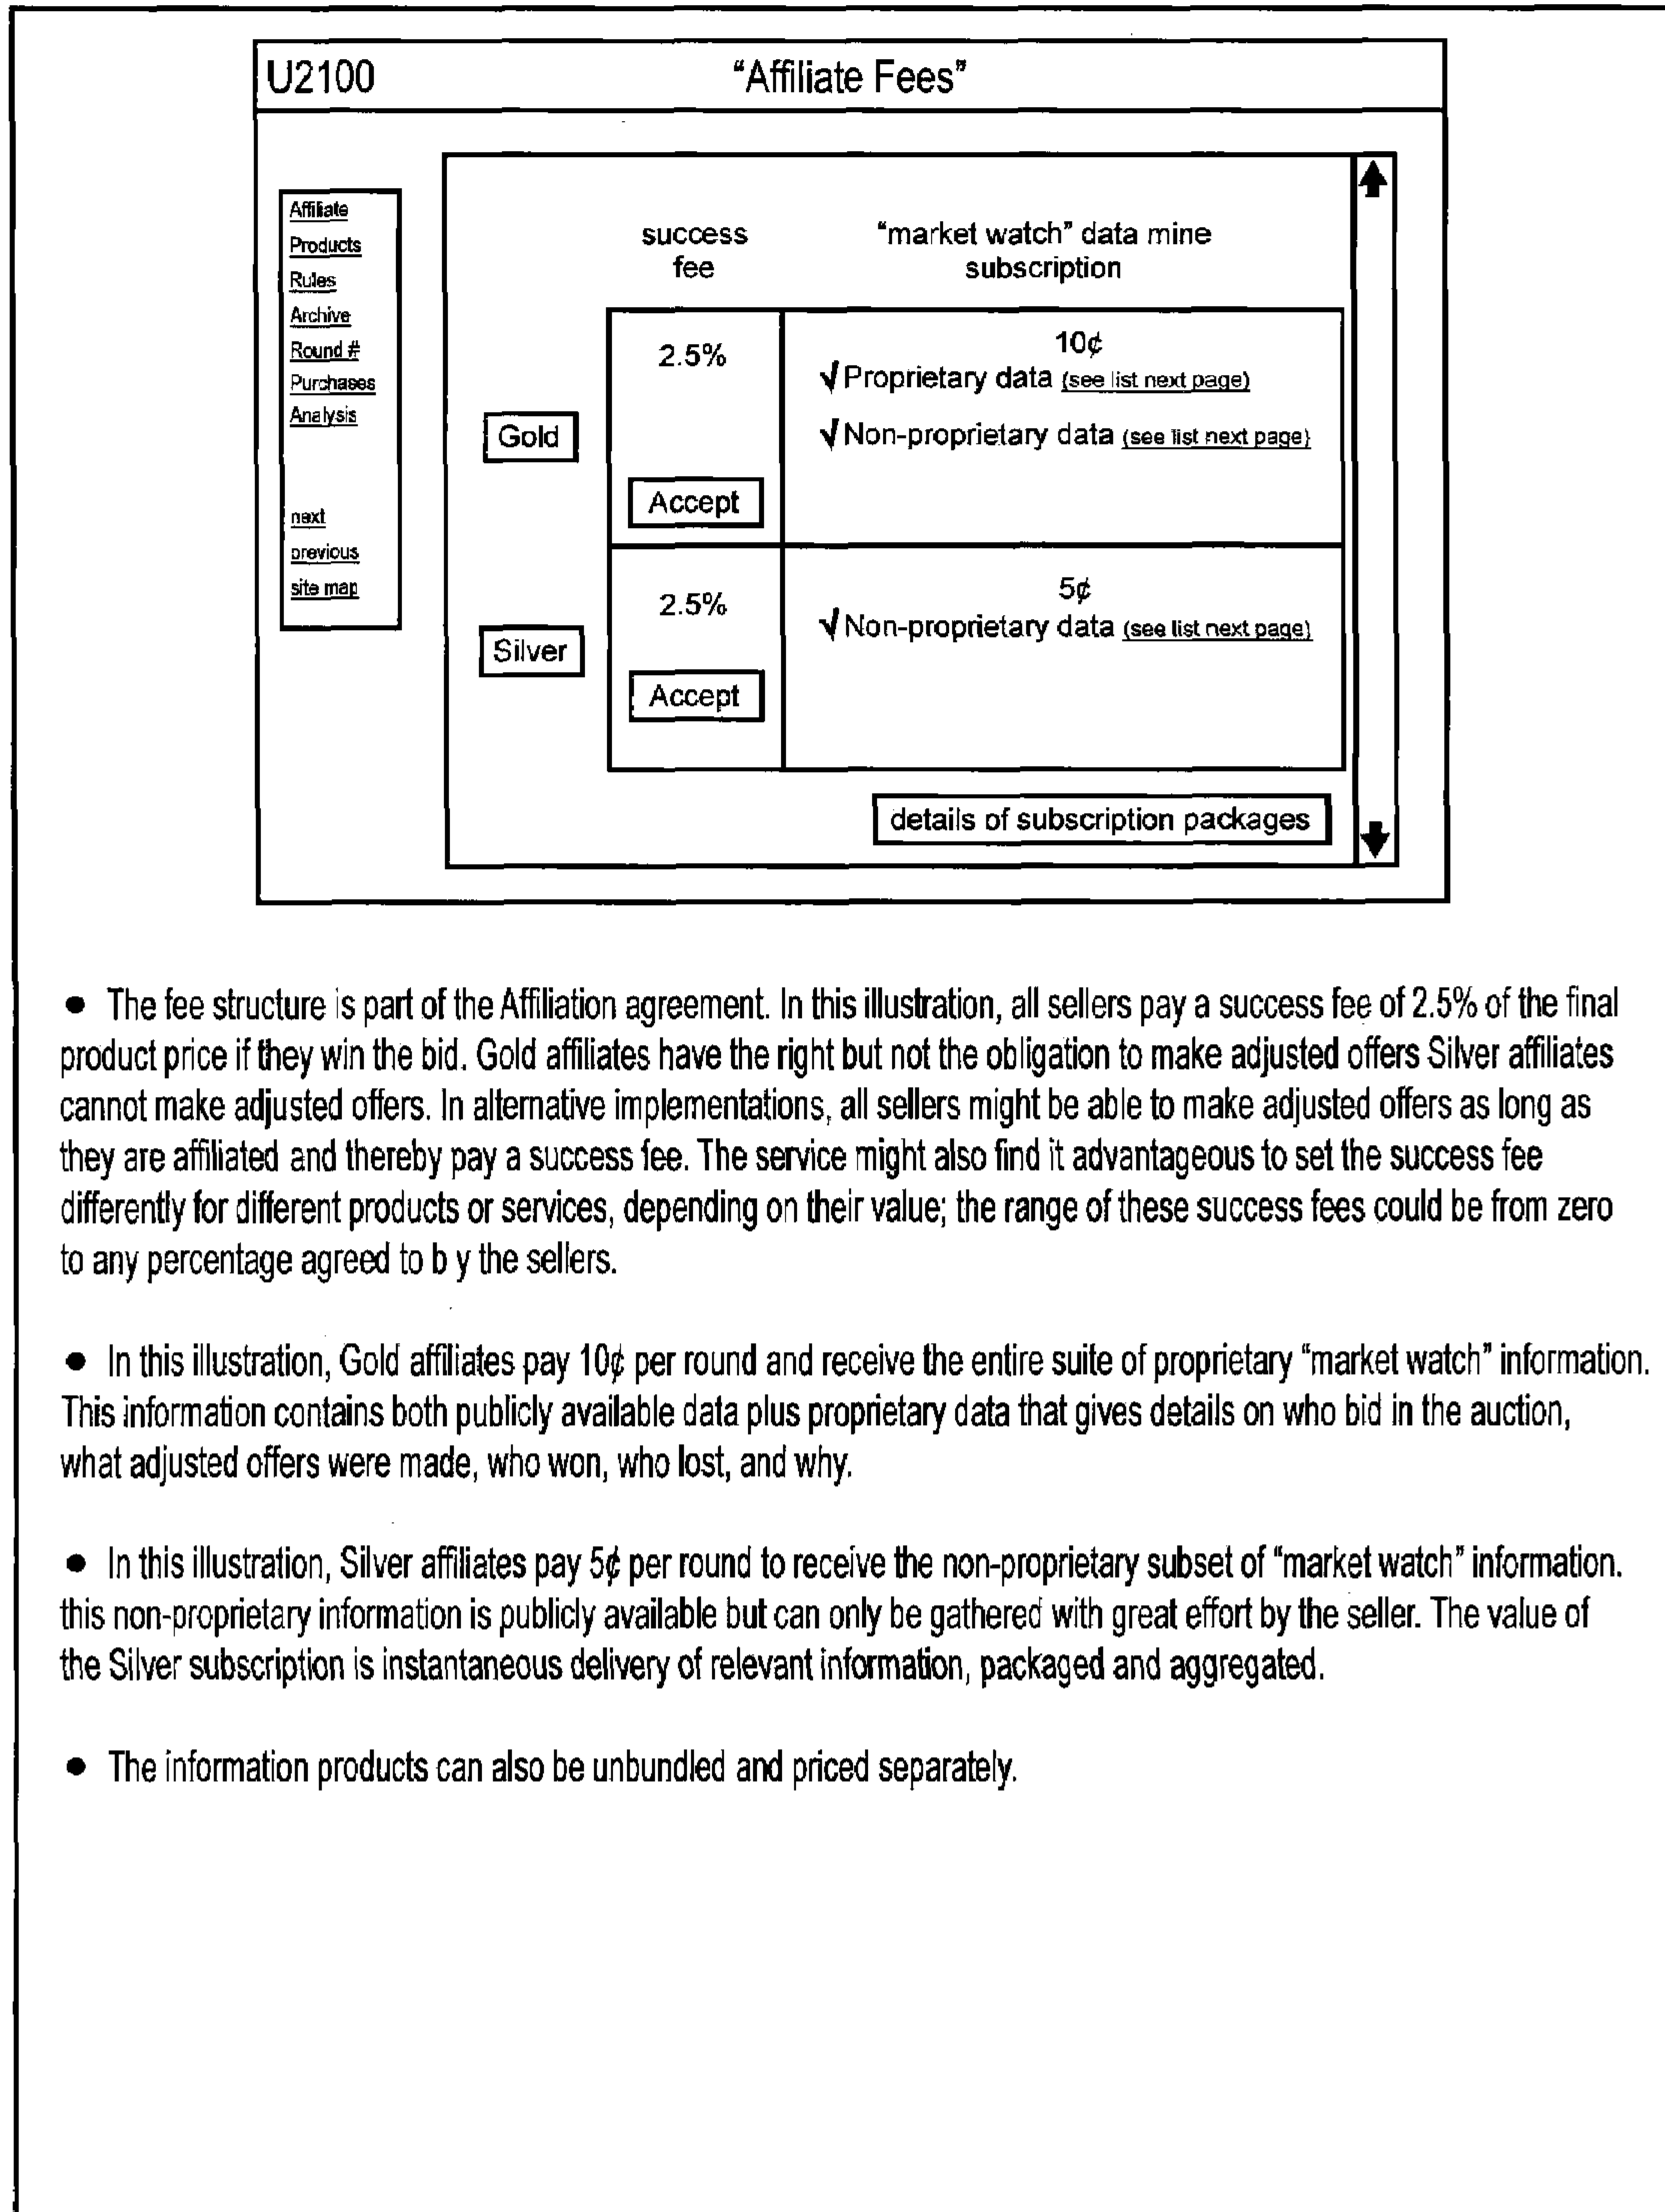 U2100 “Affiliate Fees”
Affiliate
Products
Rules
Archive
Round #
Purchases
Analysis
next
previous
site map
success
fee
“market watch” data mine
subscription
Gold
2.5%
Accept
10¢
√ Proprietary data (see list next page)
√ Non-proprietary data (see list next page)
Silver
2.5%
Accept
5¢
√ Non-proprietary data (see list next page)
details of subscription packages
● The fee structure is part of the Affiliation agreement. In this illustration, all sellers pay a success fee of 2.5% of the final
product price if they win the bid. Gold affiliates have the right but not the obligation to make adjusted offers Silver affiliates
cannot make adjusted offers. In alternative implementations, all sellers might be able to make adjusted offers as long as
they are affiliated and thereby pay a success fee. The service might also find it advantageous to set the success fee
differently for different products or services, depending on their value; the range of these success fees could be from zero
to any percentage agreed to b y the sellers.
● In this illustration, Gold affiliates pay 10¢ per round and receive the entire suite of proprietary “market watch” information.
This information contains both publicly available data plus proprietary data that gives details on who bid in the auction,
what adjusted offers were made, who won, who lost, and why.
● In this illustration, Silver affiliates pay 5¢ per round to receive the non-proprietary subset of “market watch” information.
this non-proprietary information is publicly available but can only be gathered with great effort by the seller. The value of
the Silver subscription is instantaneous delivery of relevant information, packaged and aggregated.
● The information products can also be unbundled and priced separately.